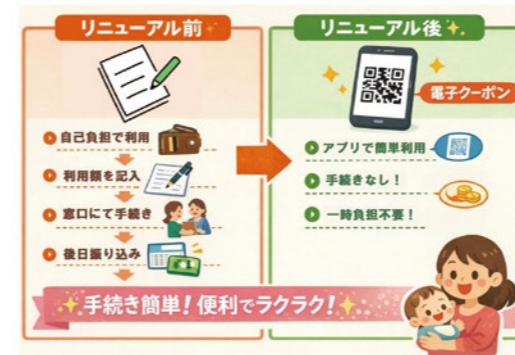 リニューアル前
自己負担で利用
利用額を記入
窓口にて手続き
後日振り込み
リニューアル後
電子クーポン
アプリで簡単利用
手続きなし!
一時負担不要!
手続き簡単!便利でラクラク!